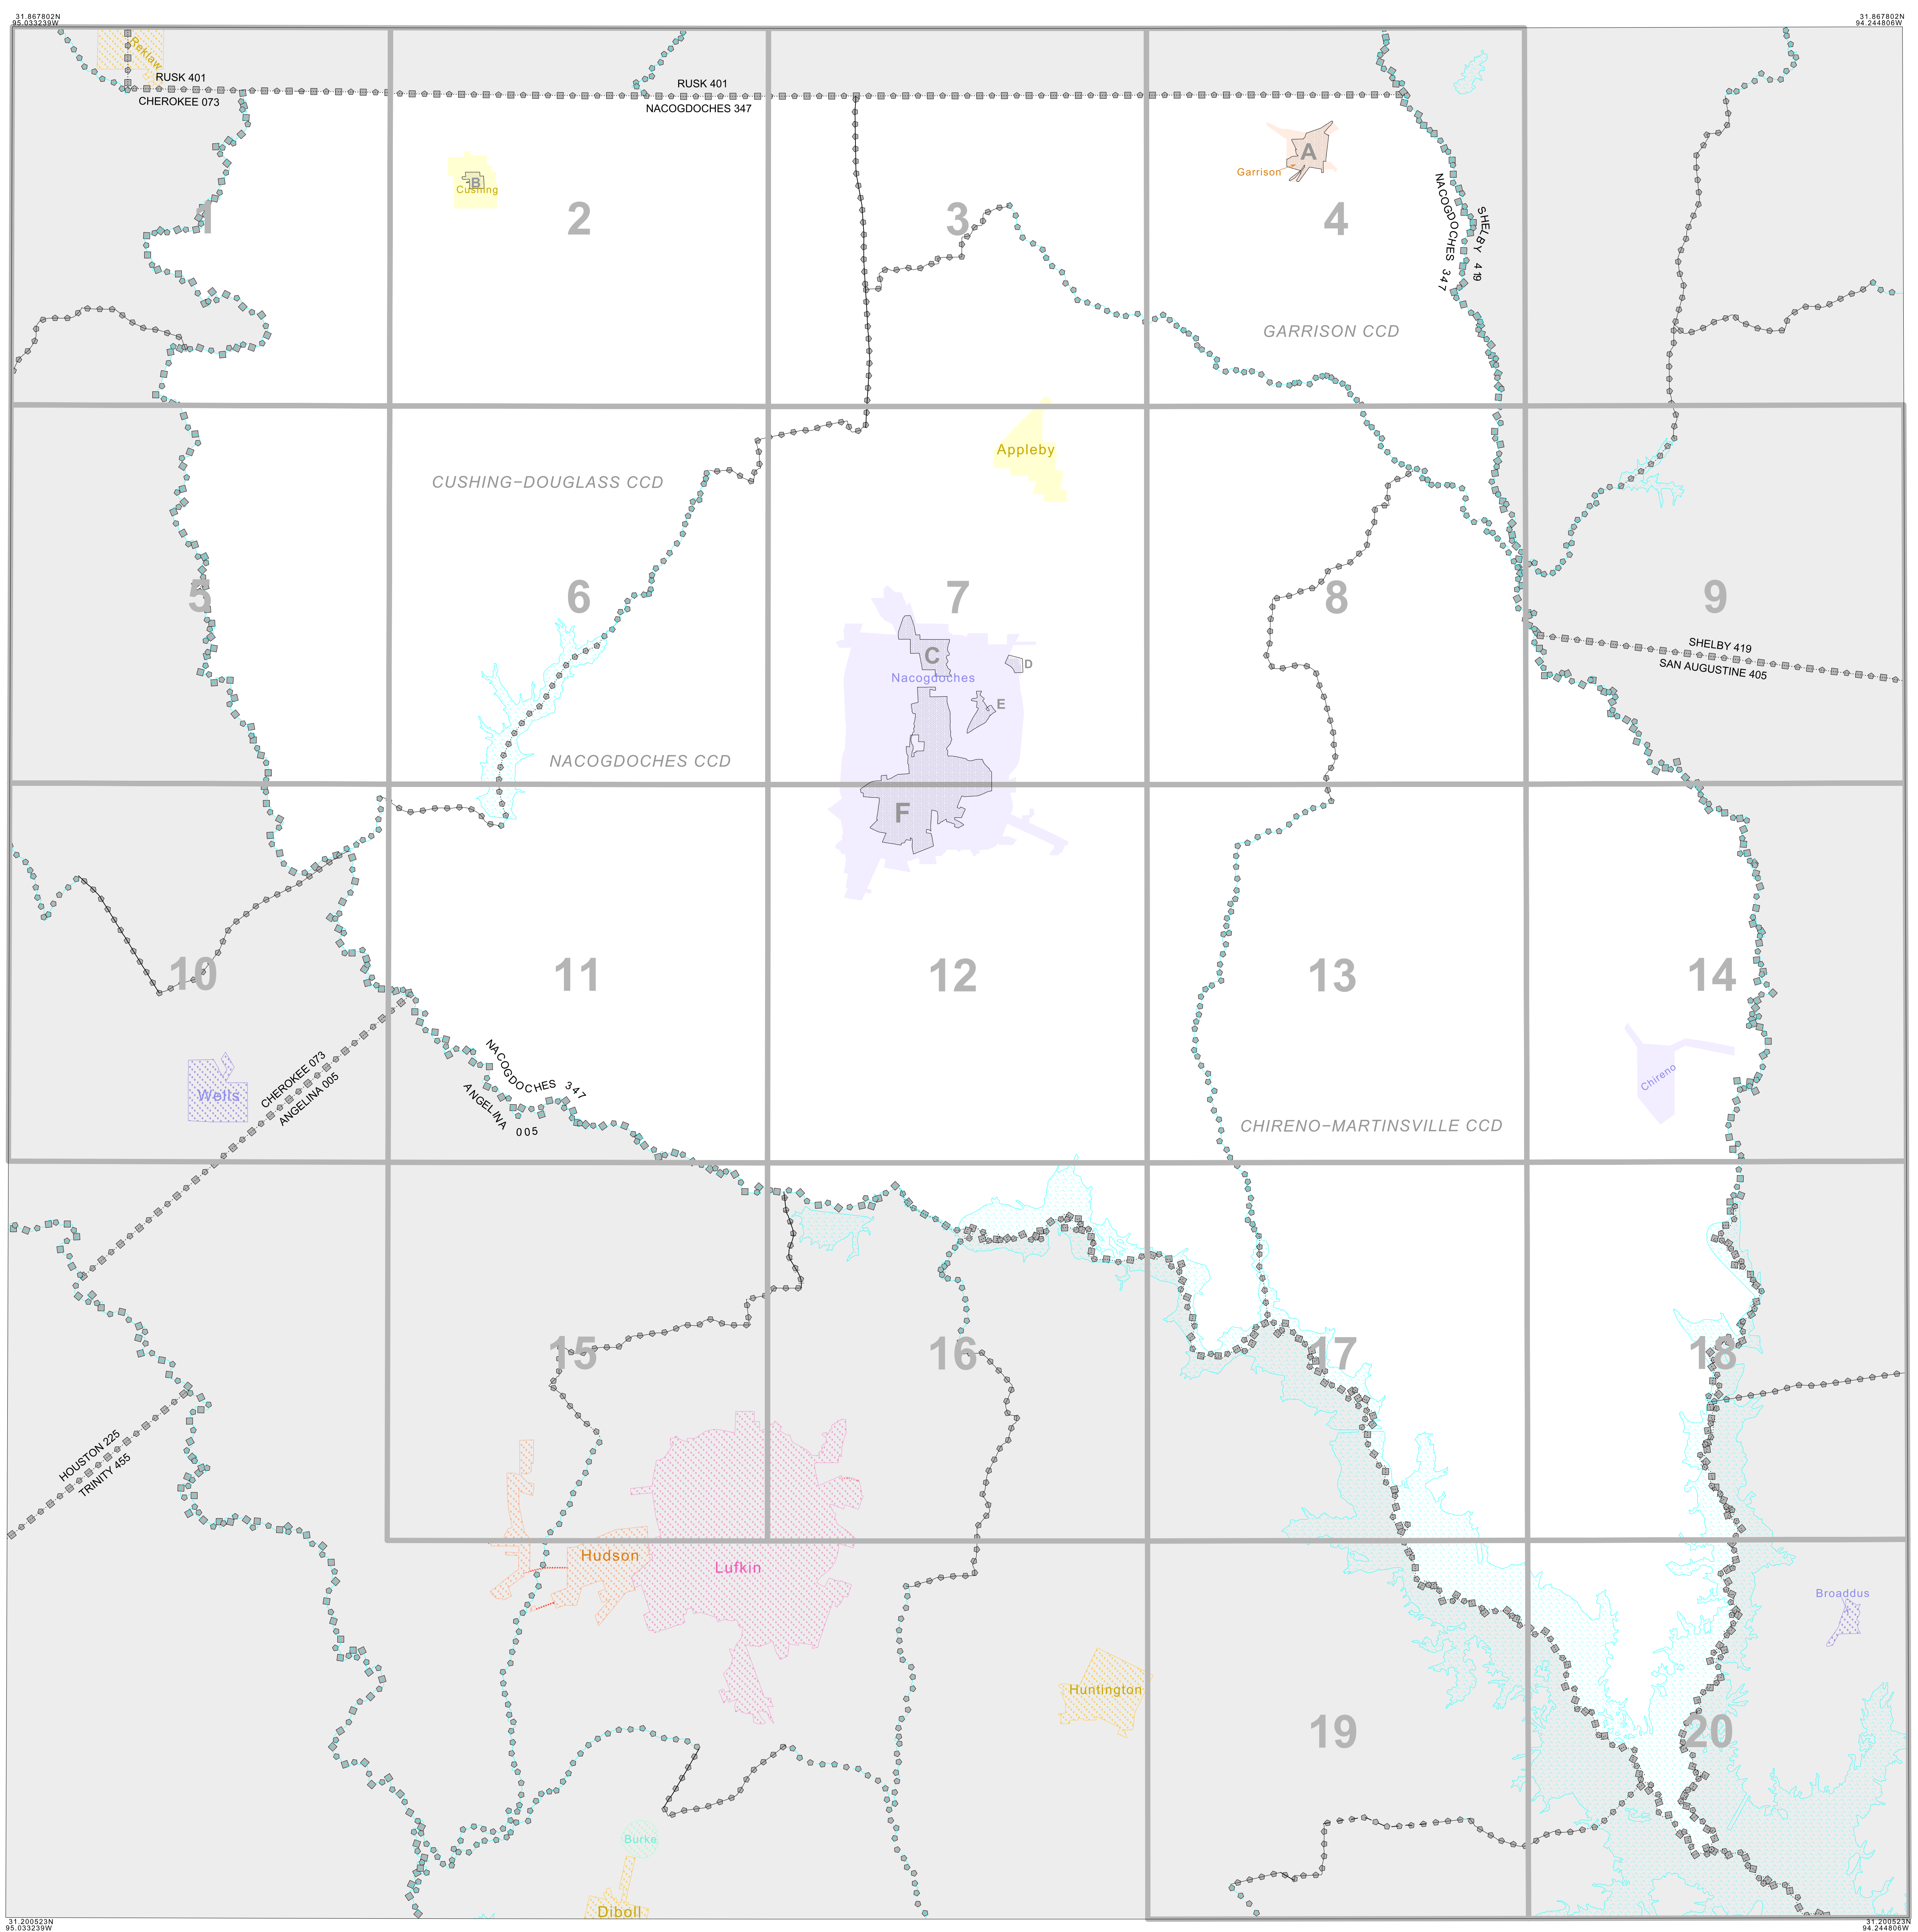 31.867802N
95.033239W
31.867802N
94.244806W
Reklaw
RUSK 401
CHEROKEE 073
RUSK 401
NACOGDOCHES 347
A
Garrison
B
Cushing
NACOGDOCHES 347
SHELBY 419
1
2
3
4
GARRISON CCD
Appleby
CUSHING-DOUGLASS CCD
5
6
7
8
9
SHELBY 419
SAN AUGUSTINE 405
C
D
Nacogdoches
E
NACOGDOCHES CCD
F
10
11
12
13
14
NACOGDOCHES 347
ANGELINA 005
CHEROKEE 073
ANGELINA 005
Wells
Chireno
CHIRENO-MARTINSVILLE CCD
15
16
17
18
HOUSTON 225
TRINITY 455
Hudson
Lufkin
Broaddus
Huntington
19
20
Burke
Diboll
31.200523N
95.033239W
31.200523N
94.244806W